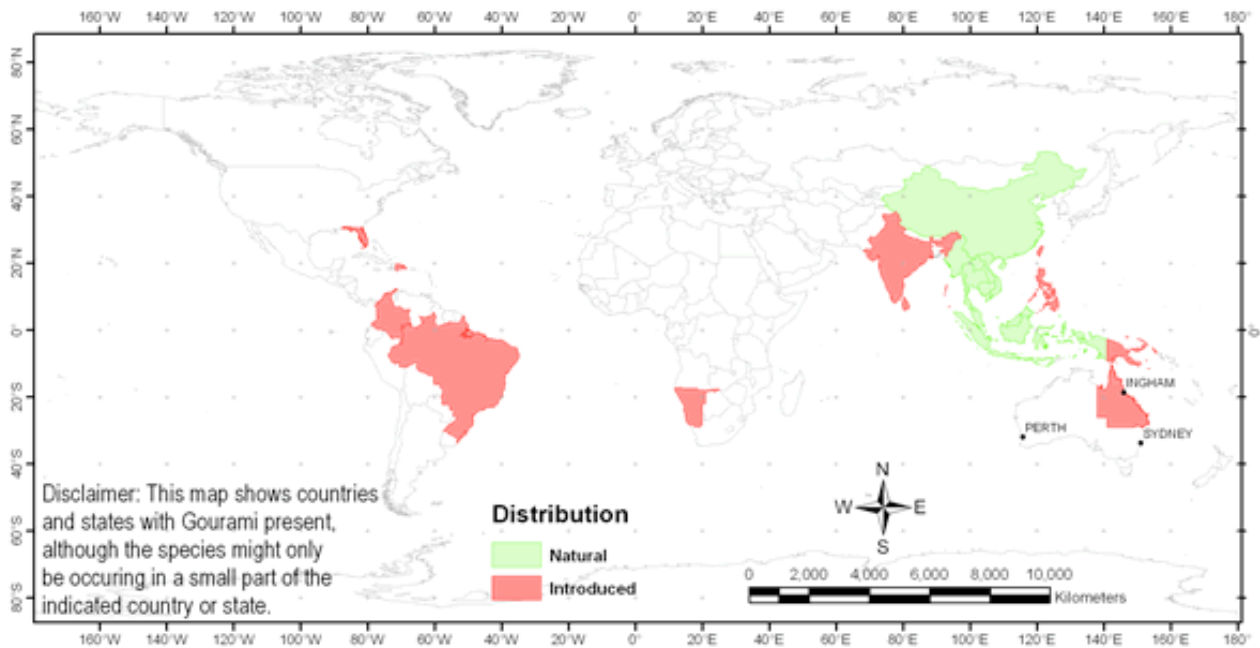 160°W 140°W 120°W 100°W 80°W 60°W 40°W 20°W 0° 20°E 40°E 60°E 80°E 100°E 120°E 140°E 160°E 180°
80°N
60°N
40°N
20°N
0°
20°S
40°S
60°S
80°S
0°
INGHAM
PERTH
SYDNEY
Disclaimer: This map shows countries
and states with Gourami present,
although the species might only
be occuring in a small part of the
indicated country or state.
Distribution
Natural
Introduced
N
W E
S
0 2,000 4,000 6,000 8,000 10,000
Kilometers
160°W 140°W 120°W 100°W 80°W 60°W 40°W 20°W 0° 20°E 40°E 60°E 80°E 100°E 120°E 140°E 160°E 180°